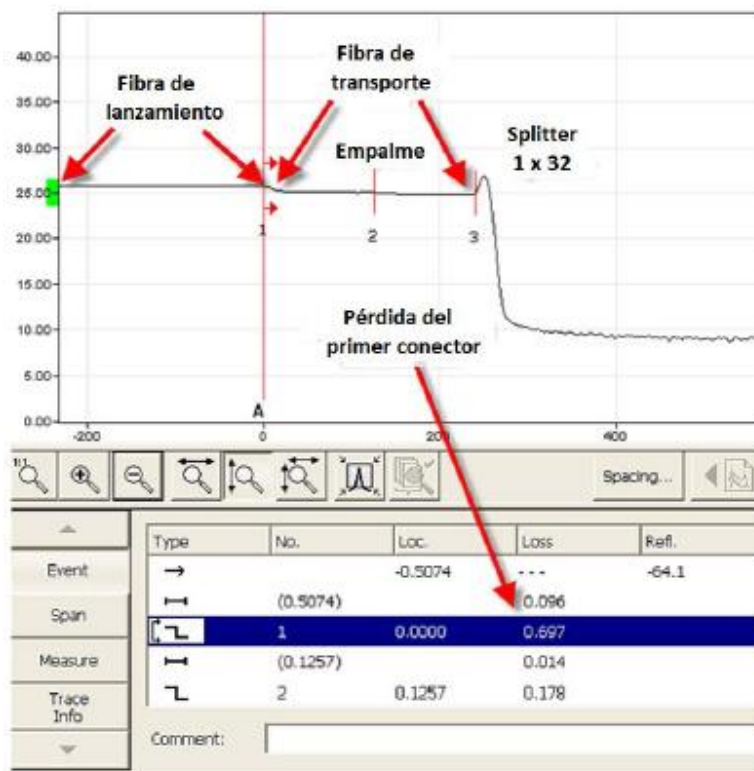 40.00
35.00
30.00
25.00
20.00
15.00
10.00
5.00
0.00
Fibra de
lanzamiento
Fibra de
transporte
Empalme
Splitter
1 x 32
1
2
3
Pérdida del
primer conector
A
-200
0
200
400
1:1
Spacing...
Event
Span
Measure
Trace
Info
Type No. Loc. Loss Refl.
-0.5074 --- -64.1
(0.5074) 0.096
1 0.0000 0.697
(0.1257) 0.014
2 0.1257 0.178
Comment: